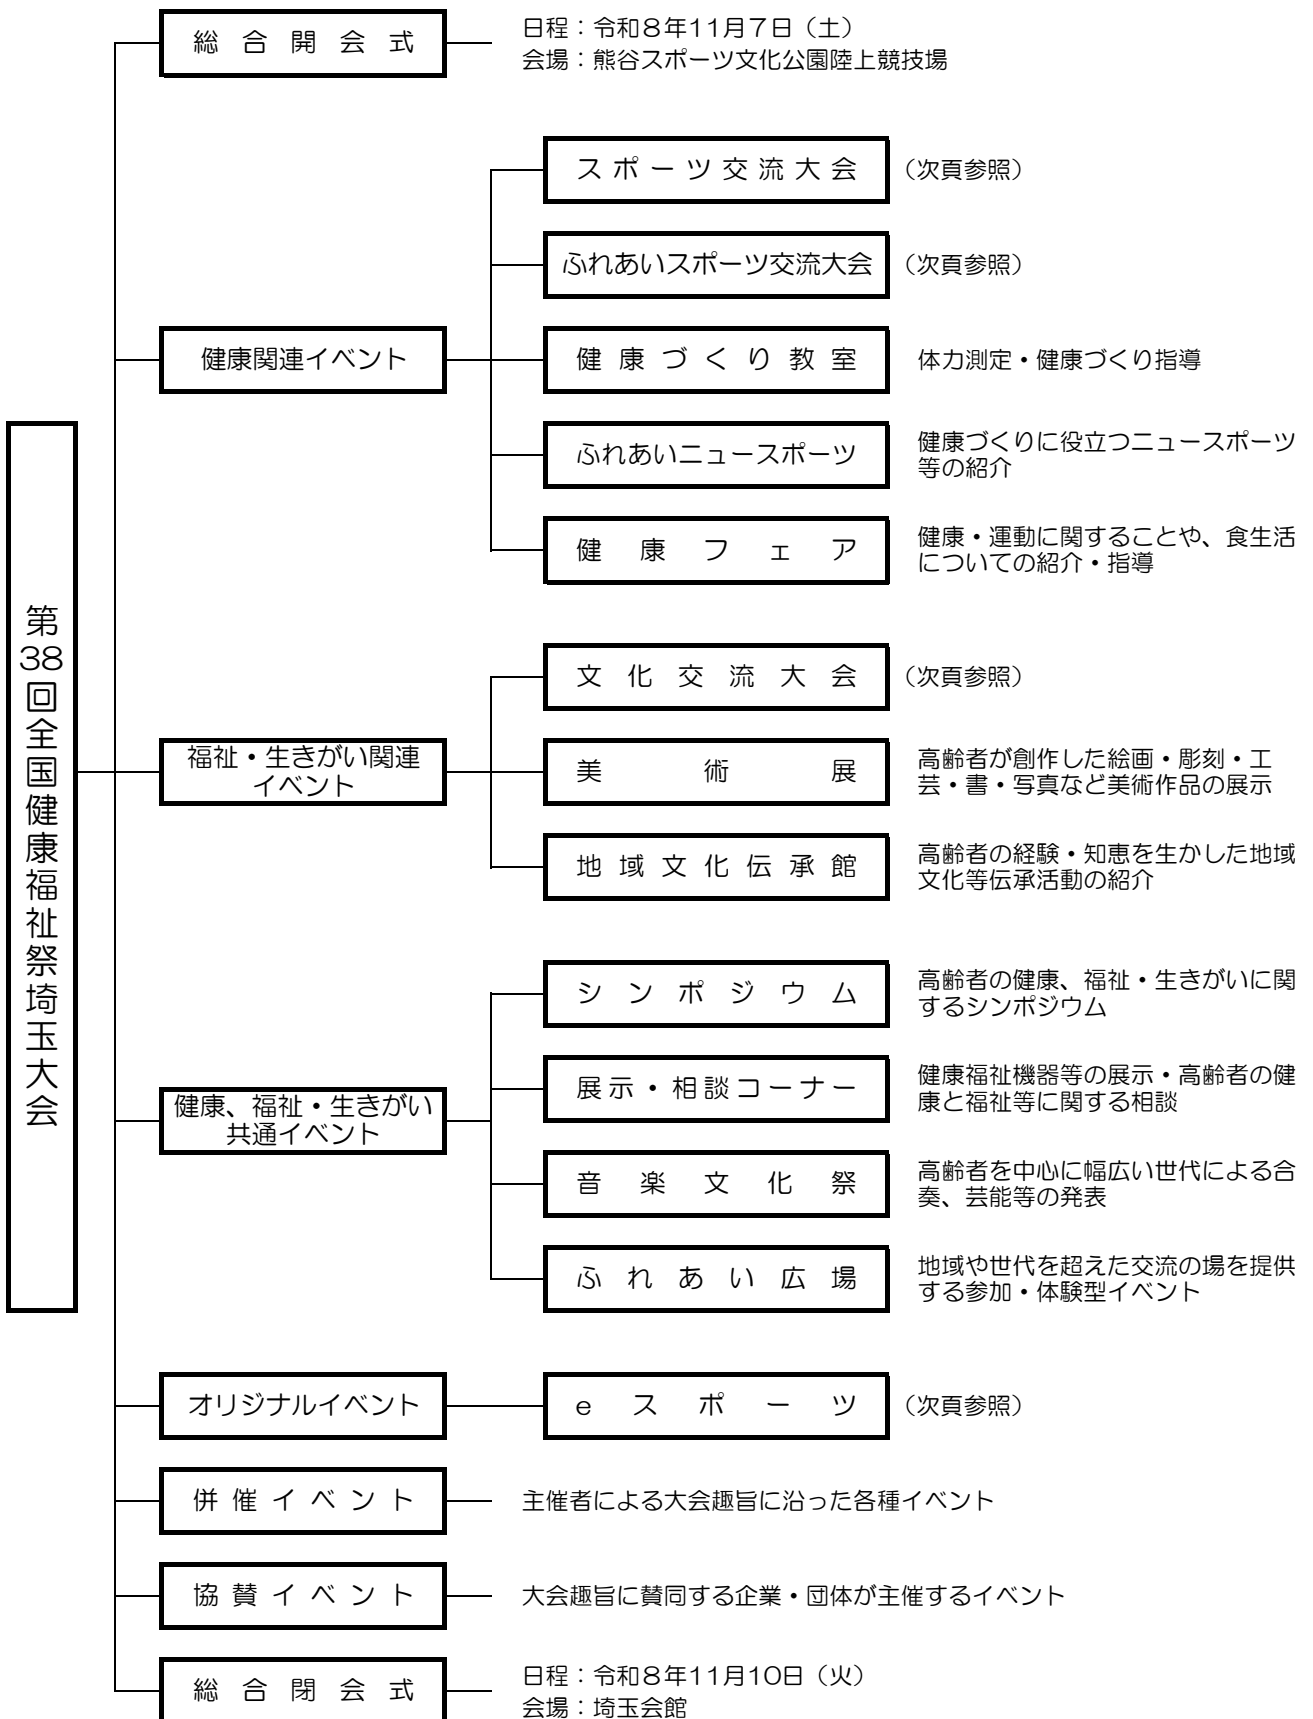 第38回全国健康福祉祭埼玉大会
総合開会式
日程：令和８年11月７日（土）
会場：熊谷スポーツ文化公園陸上競技場
健康関連イベント
スポーツ交流大会
（次頁参照）
ふれあいスポーツ交流大会
（次頁参照）
健康づくり教室
体力測定・健康づくり指導
ふれあいニュースポーツ
健康づくりに役立つニュースポーツ
等の紹介
健康フェア
健康・運動に関することや、食生活
についての紹介・指導
福祉・生きがい関連
イベント
文化交流大会
（次頁参照）
美術展
高齢者が創作した絵画・彫刻・工
芸・書・写真など美術作品の展示
地域文化伝承館
高齢者の経験・知恵を生かした地域
文化等伝承活動の紹介
健康、福祉・生きがい
共通イベント
シンポジウム
高齢者の健康、福祉・生きがいに関
するシンポジウム
展示・相談コーナー
健康福祉機器等の展示・高齢者の健
康と福祉等に関する相談
音楽文化祭
高齢者を中心に幅広い世代による合
奏、芸能等の発表
ふれあい広場
地域や世代を超えた交流の場を提供
する参加・体験型イベント
オリジナルイベント
eスポーツ
（次頁参照）
併催イベント
主催者による大会趣旨に沿った各種イベント
協賛イベント
大会趣旨に賛同する企業・団体が主催するイベント
総合閉会式
日程：令和８年11月10日（火）
会場：埼玉会館